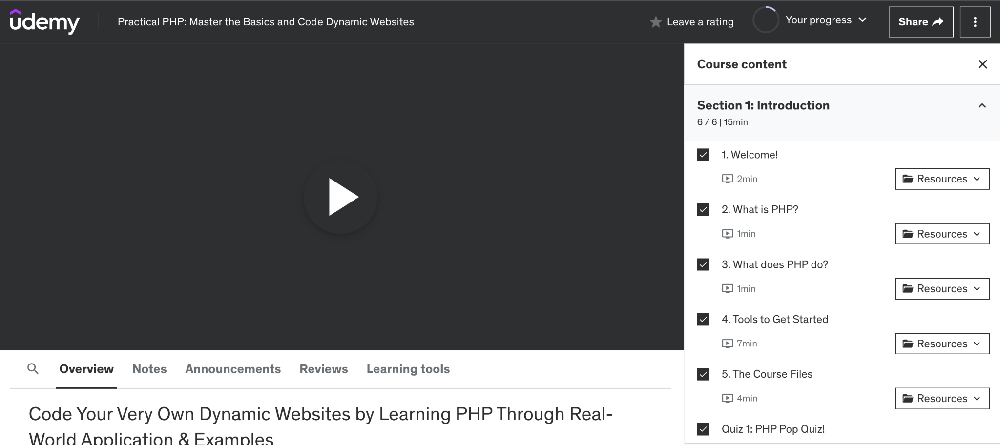 udemy
Practical PHP: Master the Basics and Code Dynamic Websites
Leave a rating
Your progress
Share
Course content
Section 1: Introduction
6 / 6 | 15min
1. Welcome!
2min
Resources
2. What is PHP?
1min
Resources
3. What does PHP do?
1min
Resources
4. Tools to Get Started
7min
Resources
5. The Course Files
4min
Resources
Quiz 1: PHP Pop Quiz!
Overview
Notes
Announcements
Reviews
Learning tools
Code Your Very Own Dynamic Websites by Learning PHP Through Real-
World Application & Examples